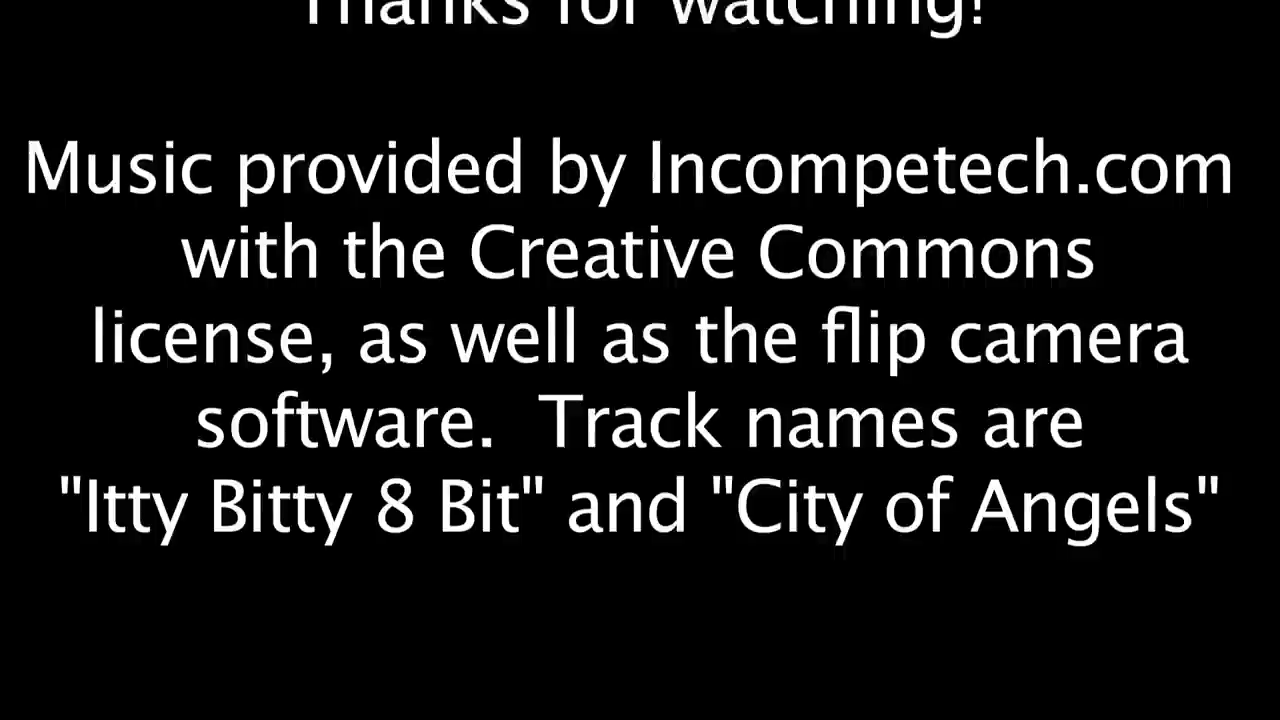 Thanks for watching!
Music provided by Incompetech.com
with the Creative Commons
license, as well as the flip camera
software.  Track names are
"Itty Bitty 8 Bit" and "City of Angels"